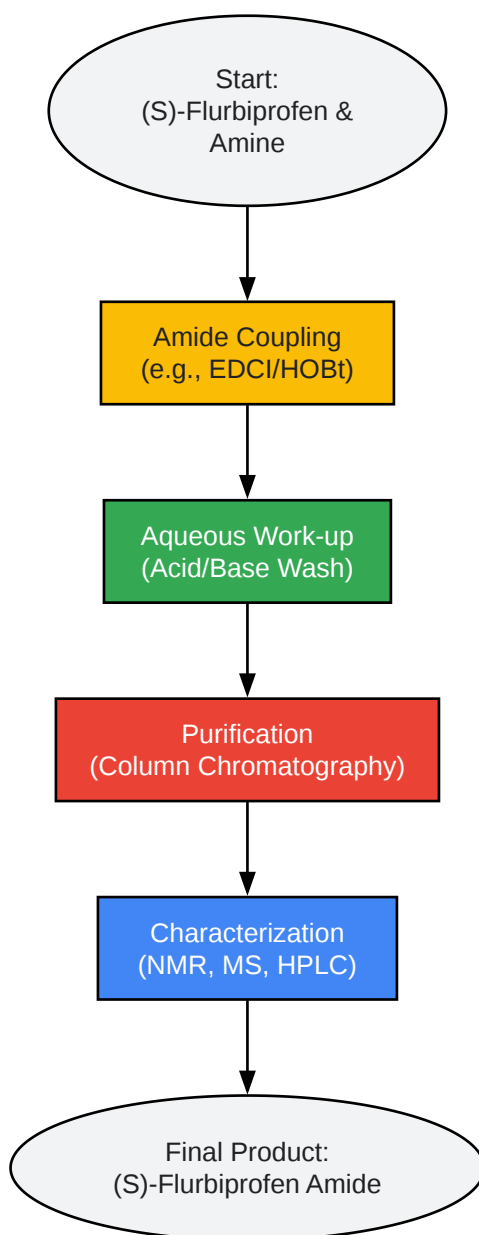 Start:
(S)-Flurbiprofen &
Amine
Amide Coupling
(e.g., EDCI/HOBt)
Aqueous Work-up
(Acid/Base Wash)
Purification
(Column Chromatography)
Characterization
(NMR, MS, HPLC)
Final Product:
(S)-Flurbiprofen Amide